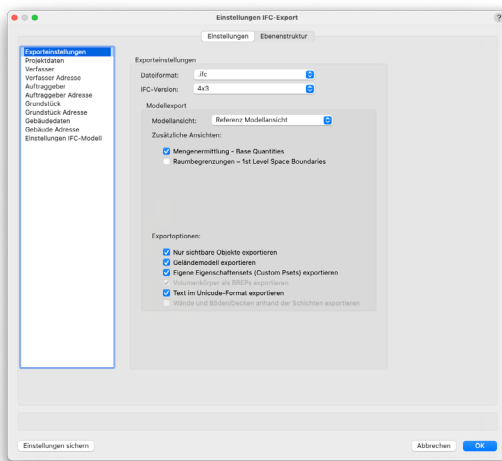 Einstellungen IFC-Export
?
Einstellungen Ebenenstruktur
Exporteinstellungen
Projektdaten
Verfasser
Verfasser Adresse
Auftraggeber
Auftraggeber Adresse
Grundstück
Grundstück Adresse
Gebäudedaten
Gebäude Adresse
Einstellungen IFC-Modell
Exporteinstellungen
Dateiformat: .ifc
IFC-Version: 4x3
Modellexport
Modellansicht: Referenz Modellansicht
Zusätzliche Ansichten:
Mengenermittlung - Base Quantities
Raumbegrenzungen - 1st Level Space Boundaries
Exportoptionen:
Nur sichtbare Objekte exportieren
Geländemodell exportieren
Eigene Eigenschaftensets (Custom Psets) exportieren
Volumenkörper als BREPs exportieren
Text im Unicode-Format exportieren
Wände und Böden/Decken anhand der Schichten exportieren
Einstellungen sichern
Abbrechen OK